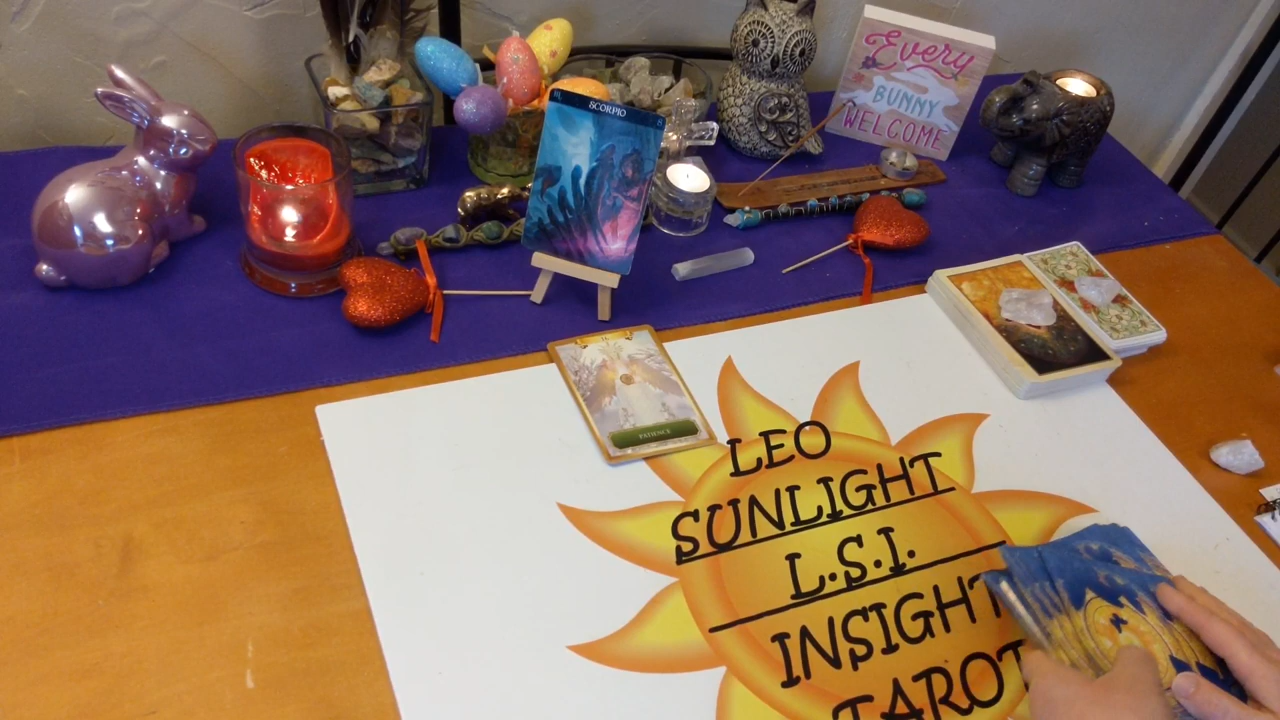 SCORPIO
Every
BUNNY
WELCOME
PATIENCE
LEO
SUNLIGHT
L.S.I.
INSIGHT
TAROT